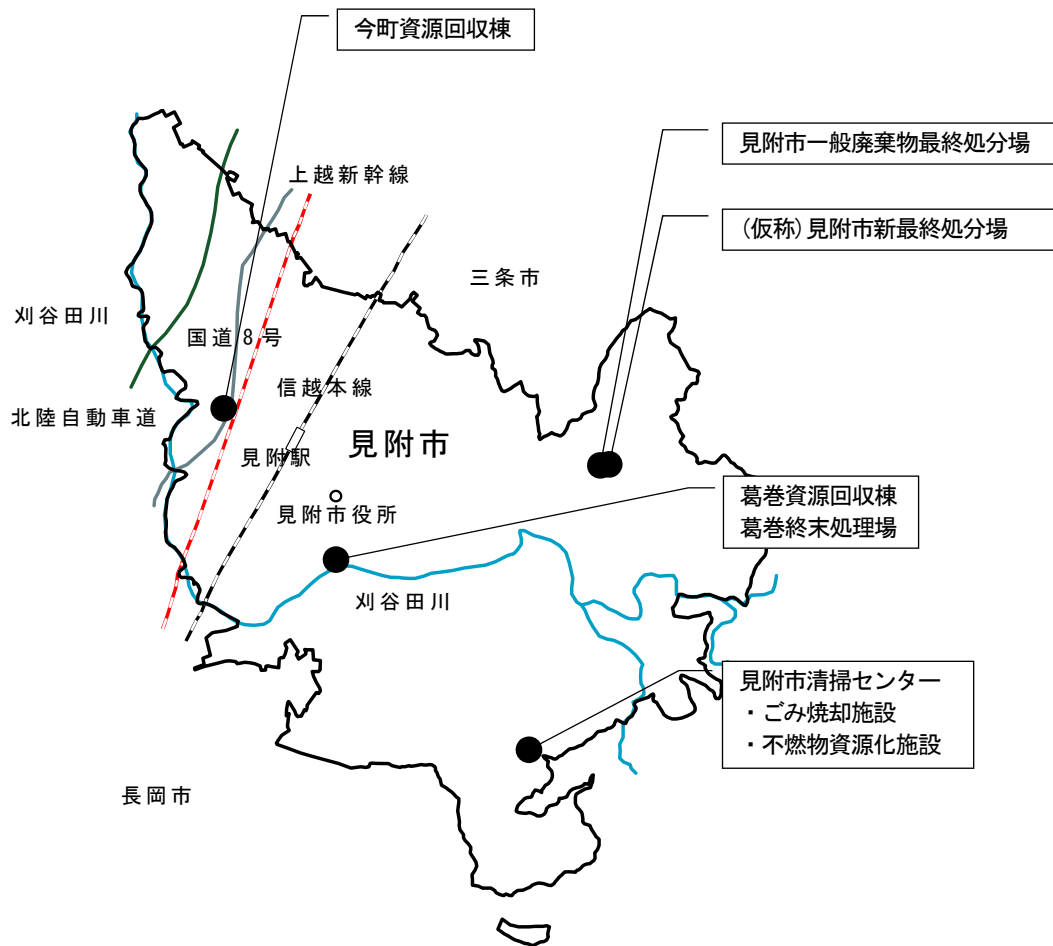 今町資源回収棟
見附市一般廃棄物最終処分場
上越新幹線
(仮称)見附市新最終処分場
三条市
刈谷田川
国道8号
信越本線
北陸自動車道
見附市
見附駅
葛巻資源回収棟
葛巻終末処理場
見附市役所
刈谷田川
見附市清掃センター
・ごみ焼却施設
・不燃物資源化施設
長岡市